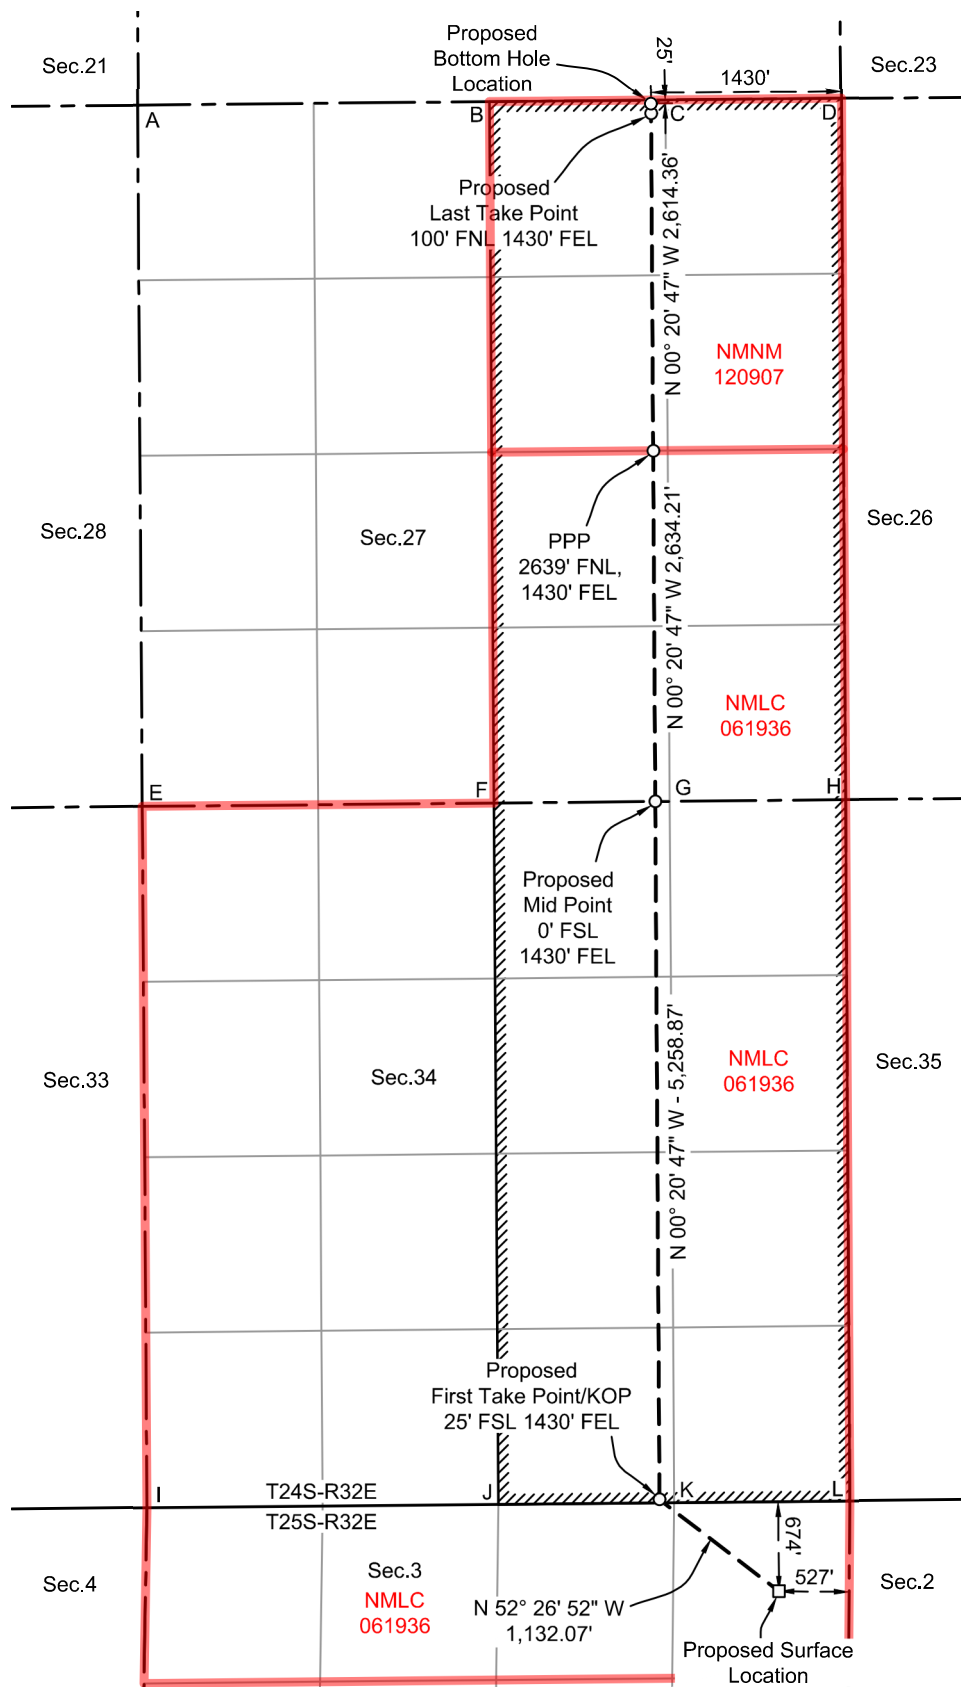 Proposed
Bottom Hole
Location
25'
1430'
Sec.21
Sec.23
A
B
C
D
Proposed
Last Take Point
100' FNL 1430' FEL
N 00° 20' 47" W 2,614.36'
NMNM
120907
Sec.28
Sec.27
Sec.26
PPP
2639' FNL,
1430' FEL
N 00° 20' 47" W 2,634.21'
NMLC
061936
E
F
G
H
Proposed
Mid Point
0' FSL
1430' FEL
Sec.33
Sec.34
Sec.35
NMLC
061936
N 00° 20' 47" W - 5,258.87'
Proposed
First Take Point/KOP
25' FSL 1430' FEL
I
J
K
L
T24S-R32E
T25S-R32E
674'
527'
Sec.4
Sec.3
Sec.2
NMLC
061936
N 52° 26' 52" W
1,132.07'
Proposed Surface
Location